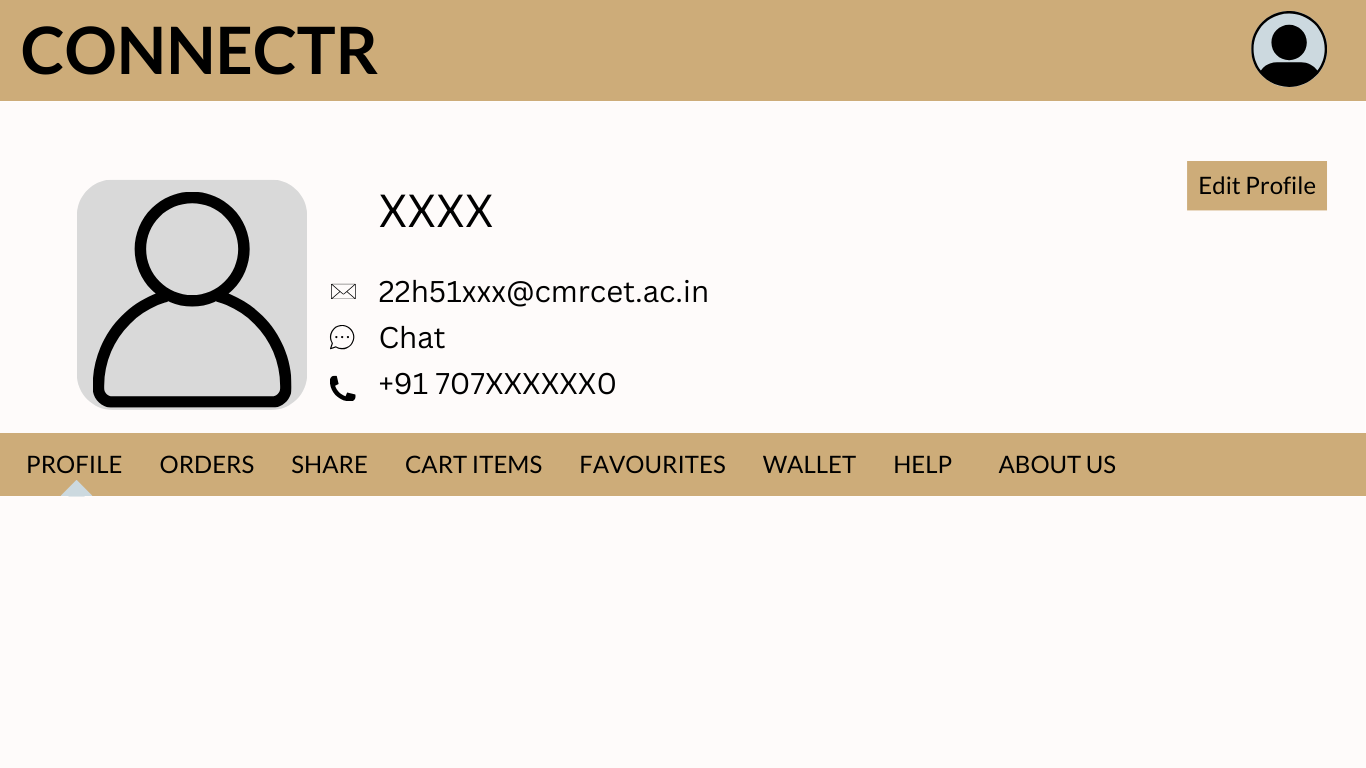 CONNECTR
Edit Profile
XXXX
22h51xxx@cmrcet.ac.in
Chat
+91 707XXXXXX0
PROFILE ORDERS SHARE CART ITEMS FAVOURITES WALLET HELP ABOUT US